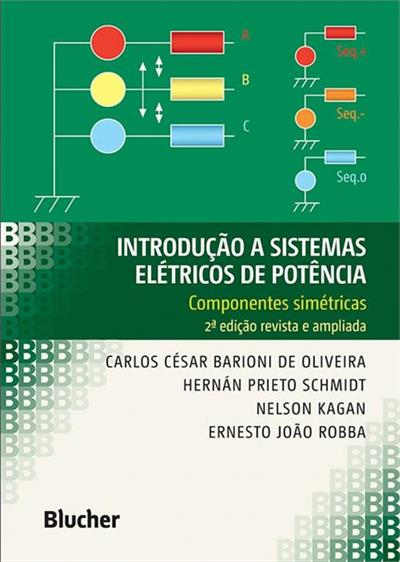 A
B
C
Seq.+
Seq.-
Seq.0
INTRODUÇÃO A SISTEMAS
ELÉTRICOS DE POTÊNCIA
Componentes simétricas
2ª edição revista e ampliada
CARLOS CÉSAR BARIONI DE OLIVEIRA
HERNÁN PRIETO SCHMIDT
NELSON KAGAN
ERNESTO JOÃO ROBBA
Blucher